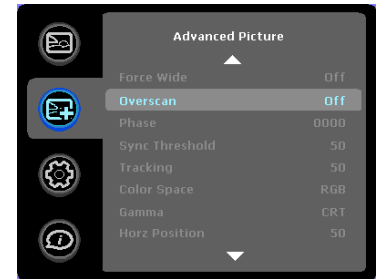 Advanced Picture
Force Wide Off
Overscan Off
Phase 0000
Sync Threshold 50
Tracking 50
Color Space RGB
Gamma CRT
Horz Position 50